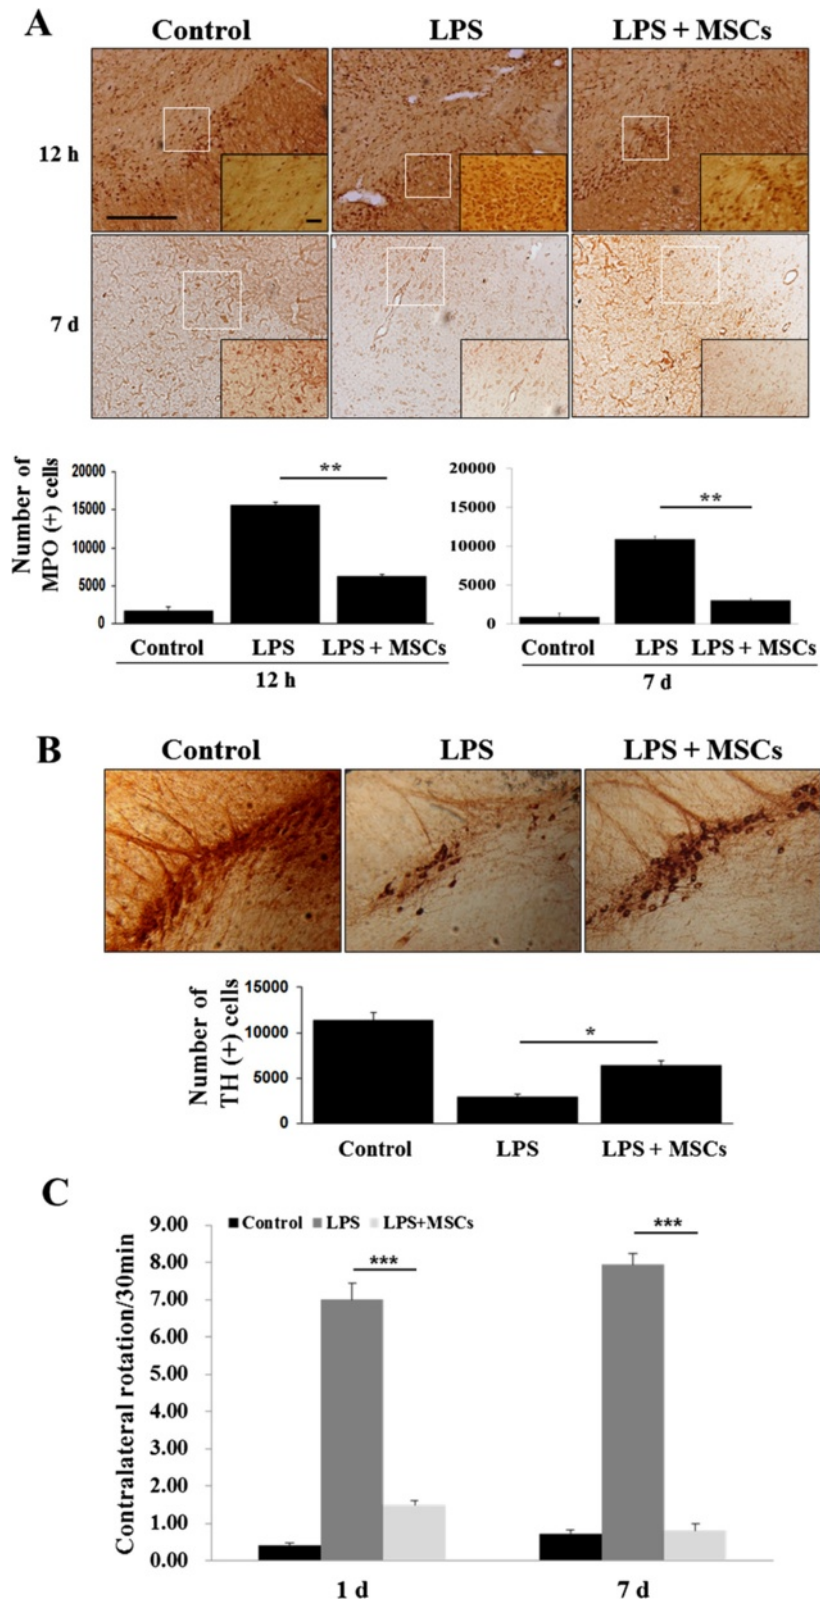 A
Control LPS LPS + MSCs
12 h
7 d
Number of
MPO (+) cells
20000
15000
10000
5000
0
**
Control LPS LPS + MSCs
12 h
20000
15000
10000
5000
0
**
Control LPS LPS + MSCs
7 d
B
Control LPS LPS + MSCs
Number of
TH (+) cells
15000
10000
5000
0
*
Control LPS LPS + MSCs
C
Contralateral rotation/30min
9.00
8.00
7.00
6.00
5.00
4.00
3.00
2.00
1.00
0.00
Control LPS LPS+MSCs
***
***
1 d 7 d